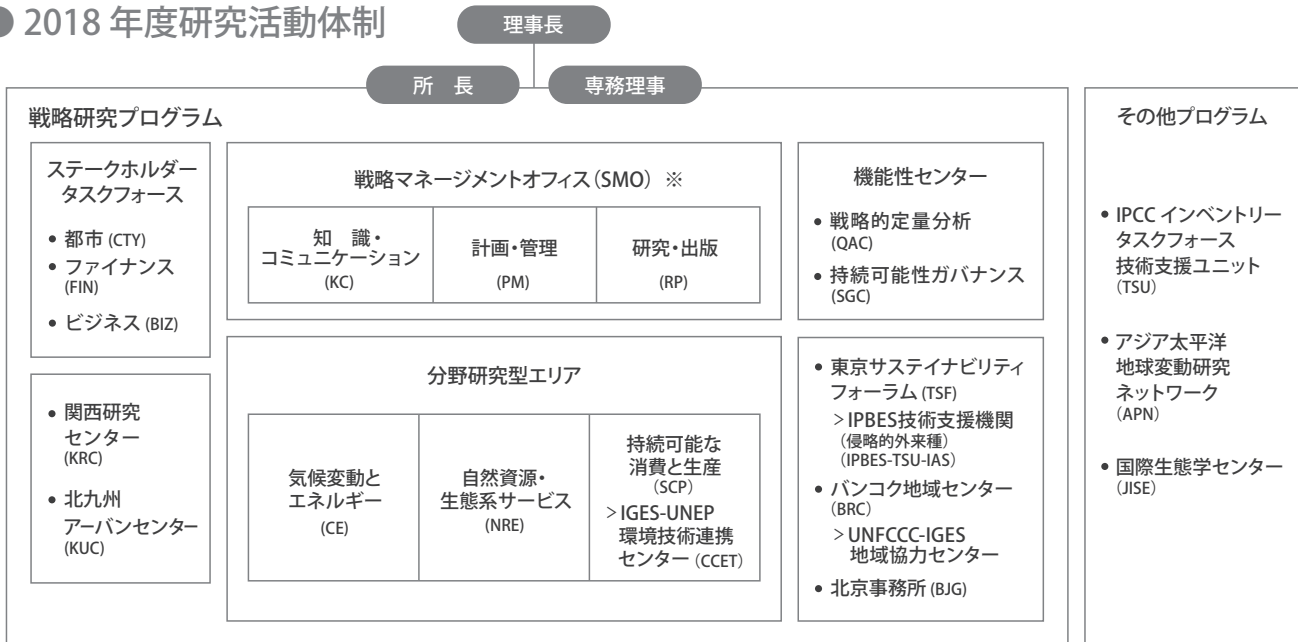 ● 2018 年度研究活動体制
理事長
所　長
専務理事
戦略研究プログラム
ステークホルダー
タスクフォース
• 都市 (CTY)
• ファイナンス
(FIN)
• ビジネス (BIZ)
• 関西研究
センター
(KRC)
• 北九州
アーバンセンター
(KUC)
戦略マネージメントオフィス（SMO） ※
知　識・
コミュニケーション
(KC)
計画・管理
(PM)
研究・出版
(RP)
分野研究型エリア
気候変動と
エネルギー
(CE)
自然資源・
生態系サービス
(NRE)
持続可能な
消費と生産
(SCP)
＞IGES-UNEP
環境技術連携
センター (CCET)
機能性センター
• 戦略的定量分析
(QAC)
• 持続可能性ガバナンス
(SGC)
• 東京サステイナビリティ
フォーラム (TSF)
＞IPBES技術支援機関
（侵略的外来種）
（IPBES-TSU-IAS）
• バンコク地域センター
(BRC)
＞UNFCCC-IGES
地域協力センター
• 北京事務所 (BJG)
その他プログラム
• IPCC インベントリー
タスクフォース
技術支援ユニット
（TSU）
• アジア太平洋
地球変動研究
ネットワーク
（APN）
• 国際生態学センター
（JISE）